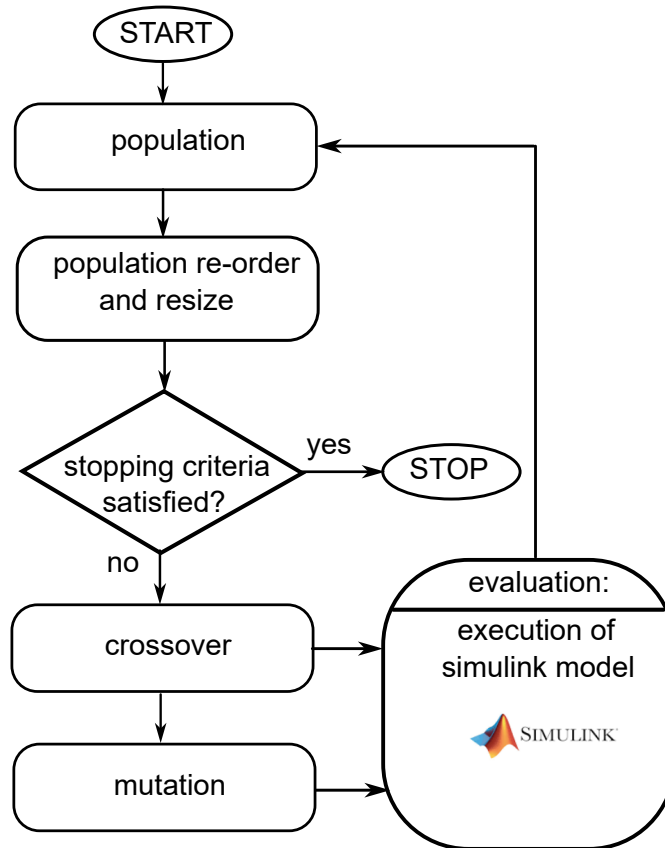 START
population
population re-order
and resize
stopping criteria
satisfied?
yes
STOP
no
crossover
mutation
evaluation:
execution of
simulink model
SIMULINK